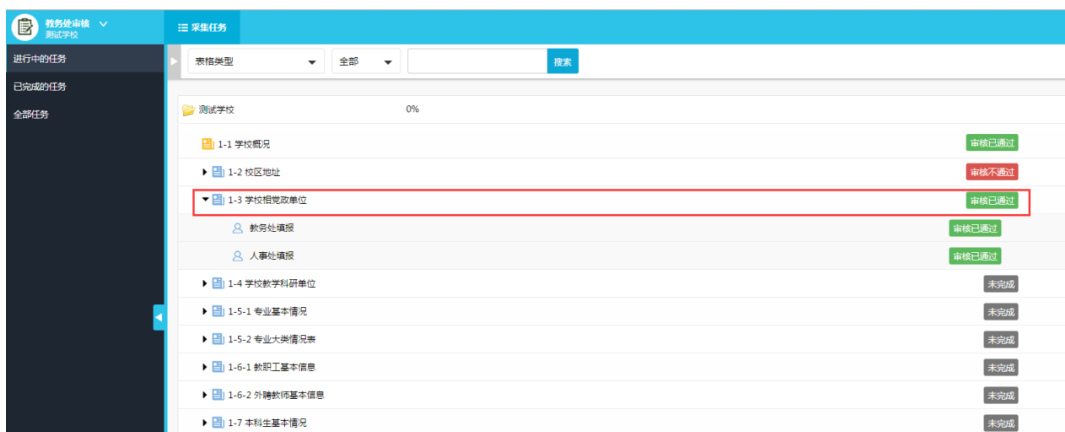 教务处审核
测试学校
采集任务
进行中的任务
已完成的任务
全部任务
表格类型 全部 搜索
测试学校 0%
1-1 学校概况 审核已通过
1-2 校区地址 审核不通过
1-3 学校相党政单位 审核已通过
教务处填报 审核已通过
人事处填报 审核已通过
1-4 学校教学科研单位 未完成
1-5-1 专业基本情况 未完成
1-5-2 专业大类情况表 未完成
1-6-1 教职工基本信息 未完成
1-6-2 外聘教师基本信息 未完成
1-7 本科生基本情况 未完成